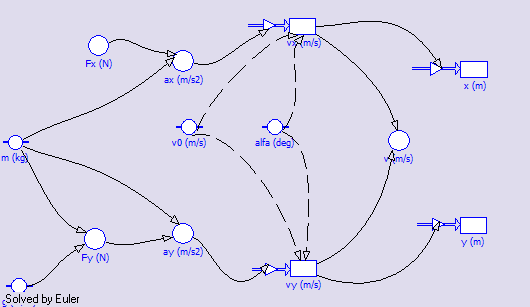 Fx (N)
ax (m/s2)
vx (m/s)
x (m)
m (kg)
v0 (m/s)
alfa (deg)
v (m/s)
Fy (N)
ay (m/s2)
vy (m/s)
y (m)
Solved by Euler